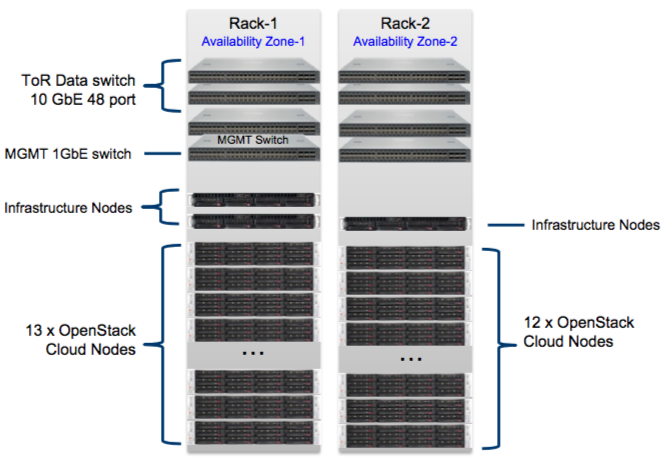 Rack-1
Availability Zone-1
Rack-2
Availability Zone-2
ToR Data switch
10 GbE 48 port
MGMT Switch
MGMT 1GbE switch
Infrastructure Nodes
Infrastructure Nodes
13 x OpenStack
Cloud Nodes
...
12 x OpenStack
Cloud Nodes
...